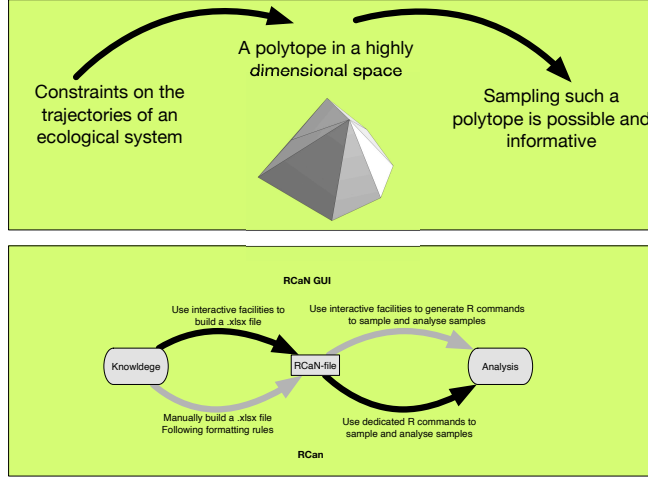 Constraints on the
trajectories of an
ecological system
A polytope in a highly
dimensional space
Sampling such a
polytope is possible and
informative
RCaN GUI
Use interactive facilities to
build a .xlsx file
Use interactive facilities to generate R commands
to sample and analyse samples
Knowldege
RCaN-file
Analysis
Manually build a .xlsx file
Following formatting rules
Use dedicated R commands to
sample and analyse samples
RCan